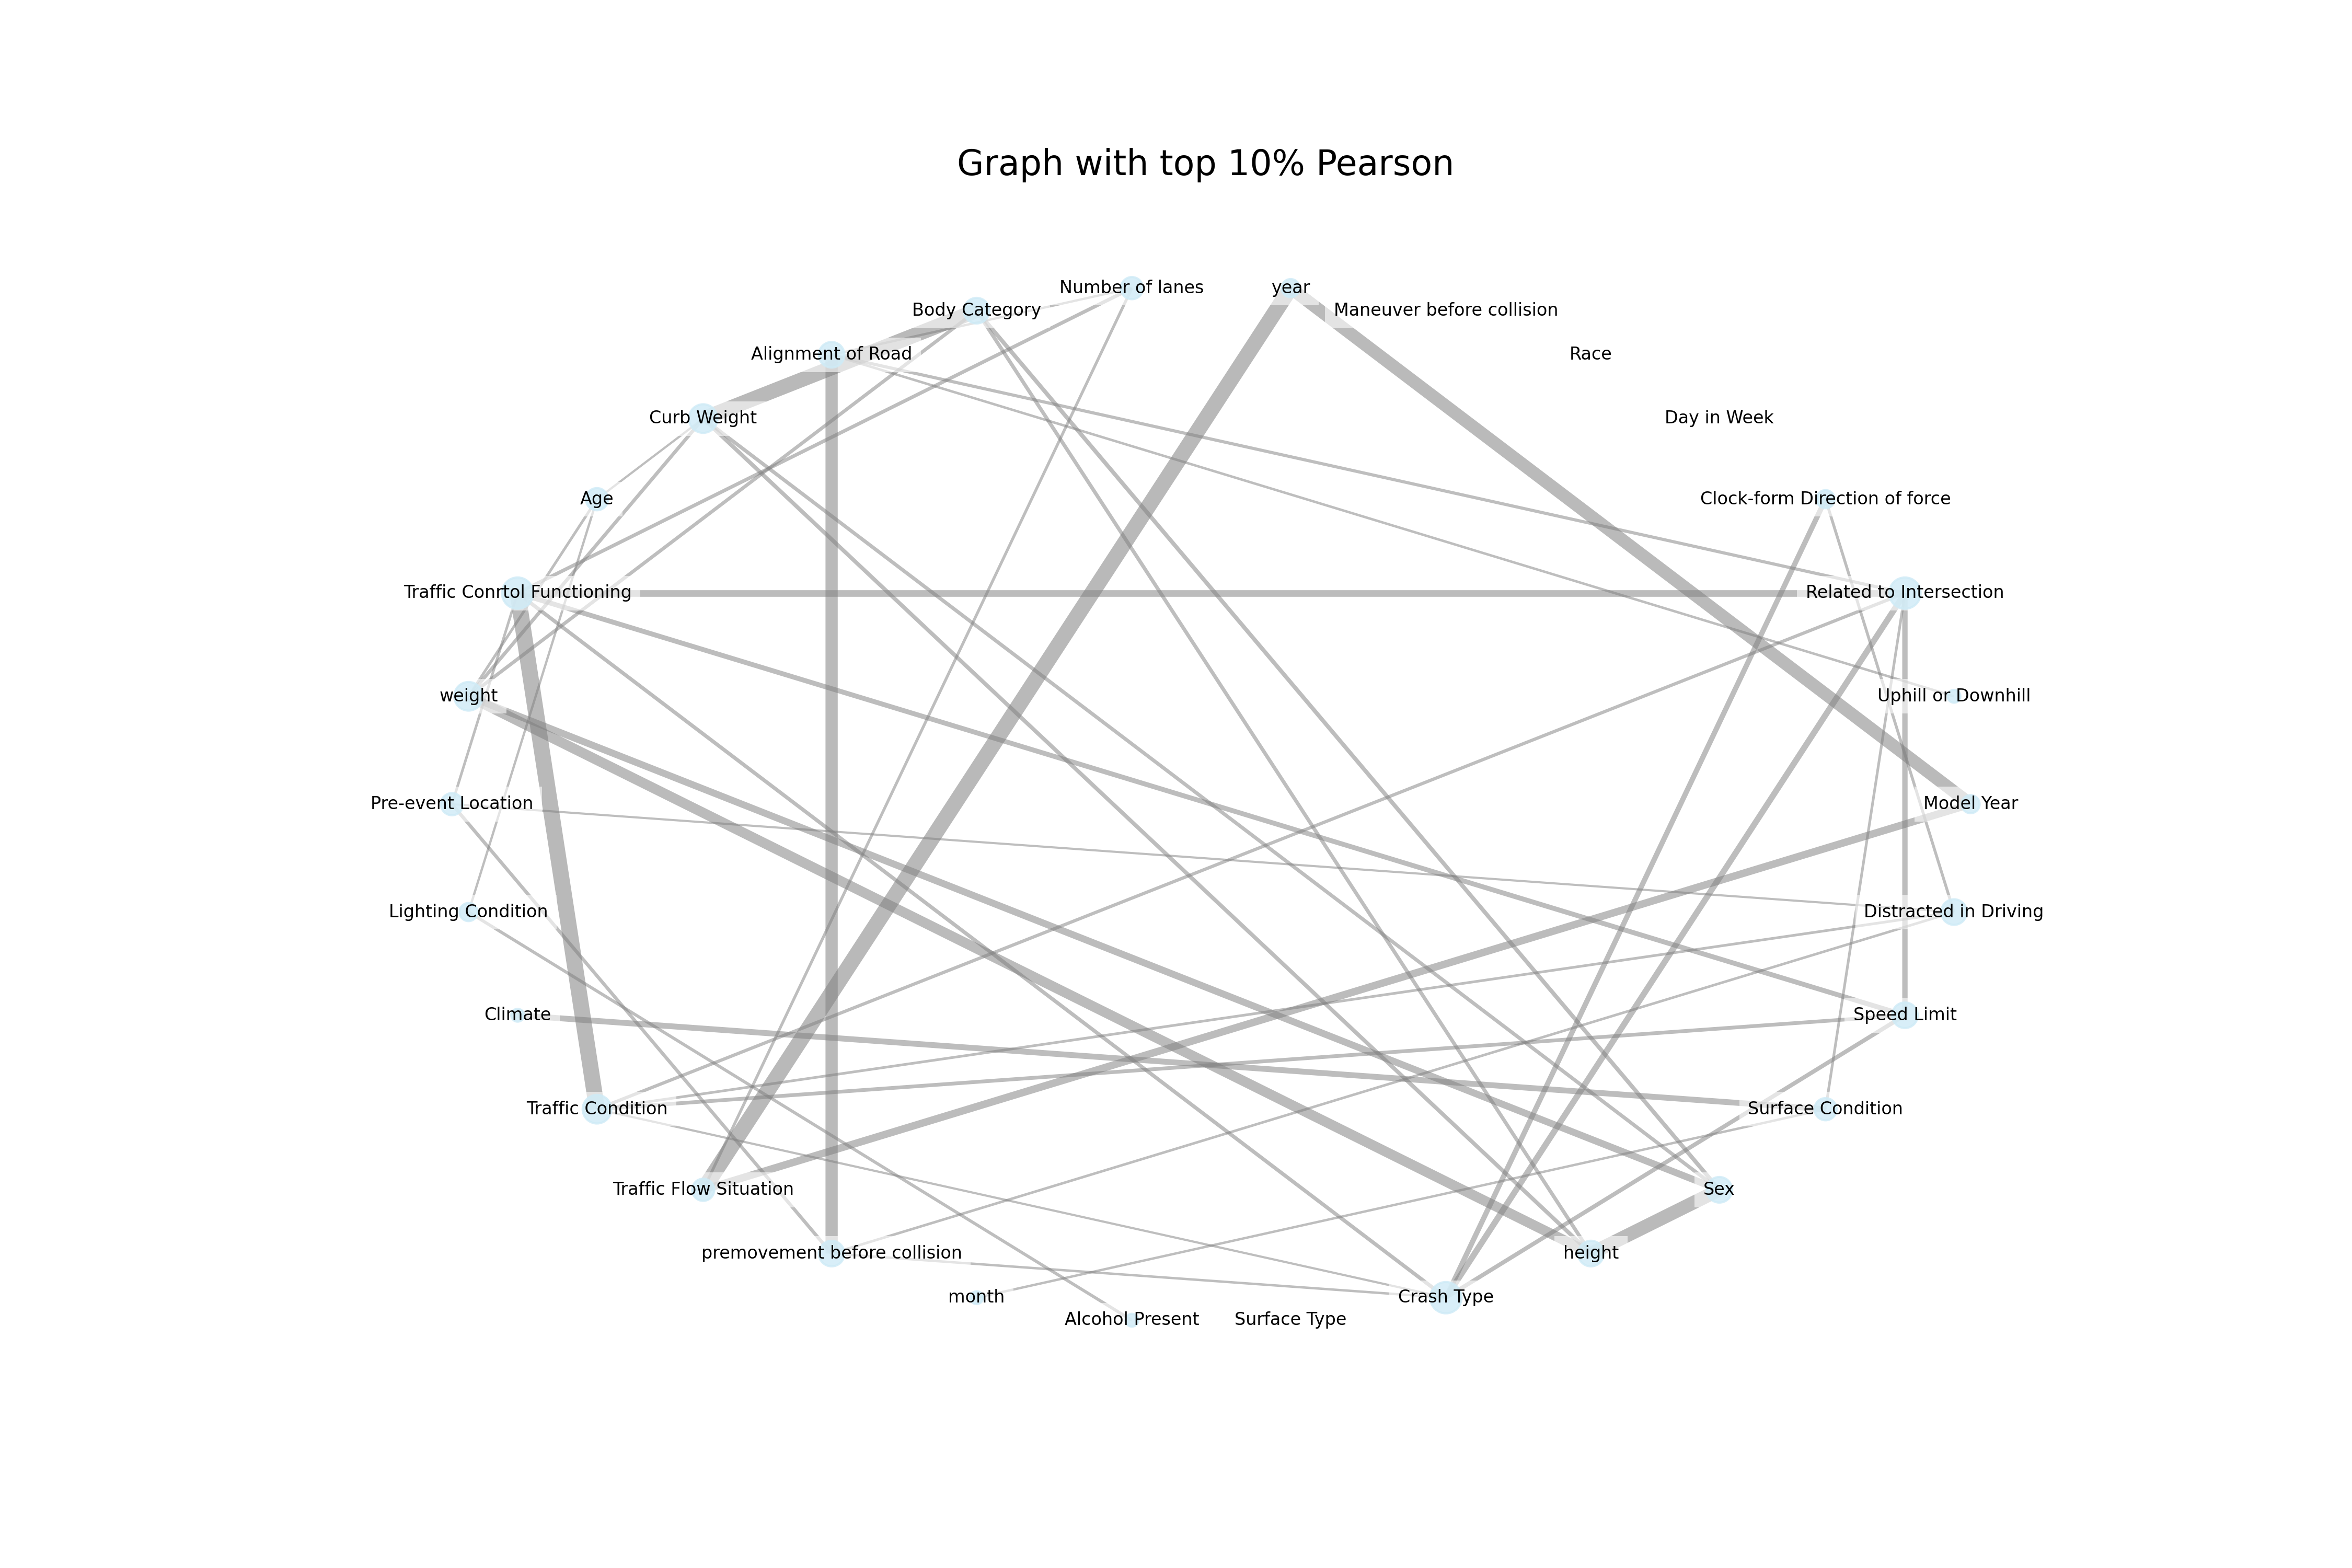 Graph with top 10% Pearson
Number of lanes
year
Body Category
Maneuver before collision
Alignment of Road
Race
Curb Weight
Day in Week
Age
Clock-form Direction of force
Traffic Conrtol Functioning
Related to Intersection
weight
Uphill or Downhill
Pre-event Location
Model Year
Lighting Condition
Distracted in Driving
Climate
Speed Limit
Traffic Condition
Surface Condition
Traffic Flow Situation
Sex
premovement before collision
height
month
Crash Type
Alcohol Present
Surface Type